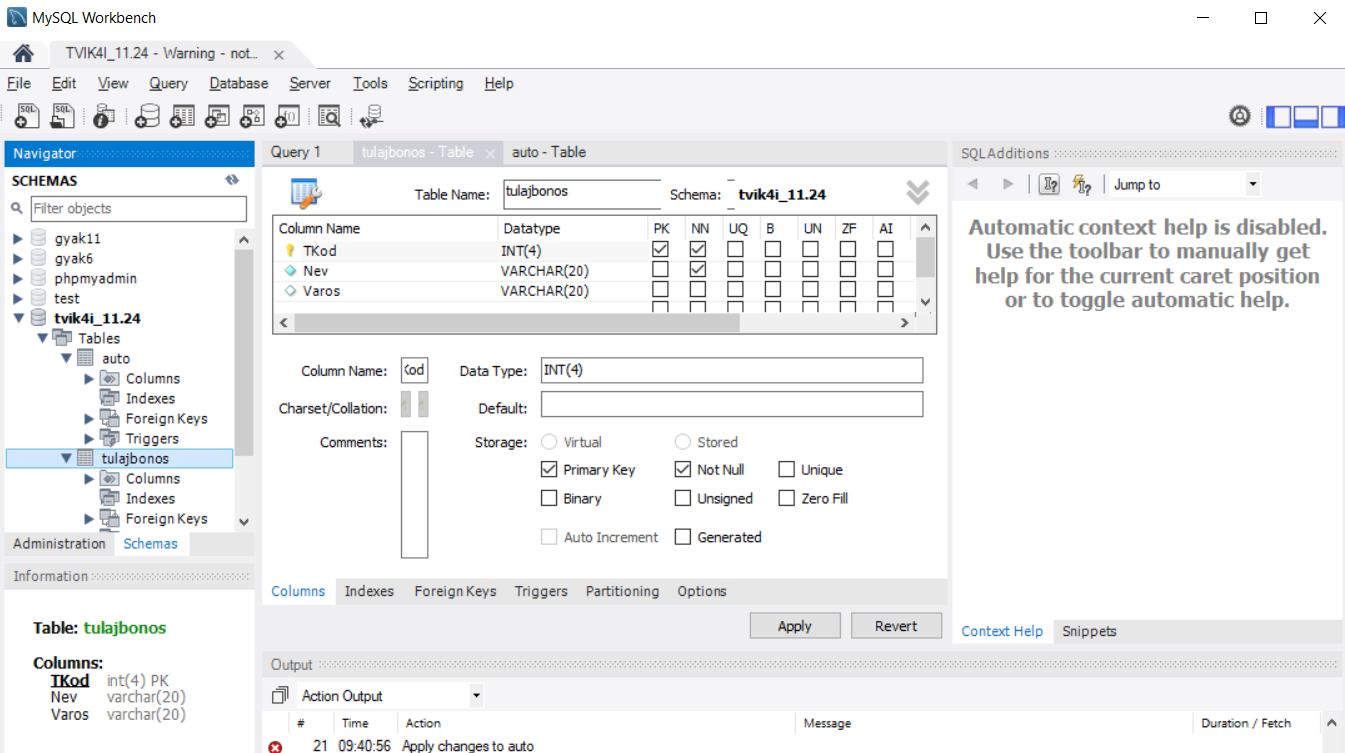 MySQL Workbench
TVIK4I_11.24 - Warning - not...
File Edit View Query Database Server Tools Scripting Help
Navigator
SCHEMAS
Filter objects
gyak11
gyak6
phpmyadmin
test
tvik4i_11.24
Tables
auto
Columns
Indexes
Foreign Keys
Triggers
tulajbonos
Columns
Indexes
Foreign Keys
Administration Schemas
Information
Table: tulajbonos
Columns:
TKod int(4) PK
Nev varchar(20)
Varos varchar(20)
Query 1 tulajbonos - Table auto - Table
Table Name: tulajbonos Schema: tvik4i_11.24
Column Name Datatype PK NN UQ B UN ZF AI
TKod INT(4)
Nev VARCHAR(20)
Varos VARCHAR(20)
Column Name: Kod Data Type: INT(4)
Charset/Collation: Default:
Comments: Storage: Virtual Stored
Primary Key Not Null Unique
Binary Unsigned Zero Fill
Auto Increment Generated
Columns Indexes Foreign Keys Triggers Partitioning Options
Apply Revert
SQLAdditions
Jump to
Automatic context help is disabled.
Use the toolbar to manually get
help for the current caret position
or to toggle automatic help.
Context Help Snippets
Output
Action Output
# Time Action Message Duration / Fetch
21 09:40:56 Apply changes to auto